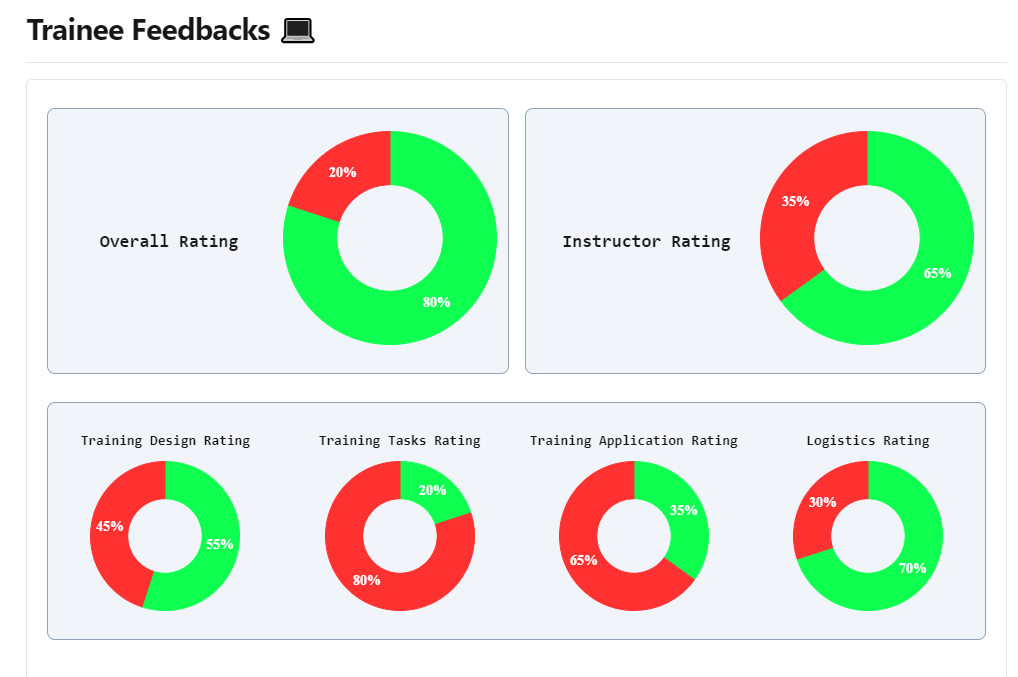 Trainee Feedbacks 💻
Overall Rating
20%
80%
Instructor Rating
35%
65%
Training Design Rating
45%
55%
Training Tasks Rating
20%
80%
Training Application Rating
35%
65%
Logistics Rating
30%
70%